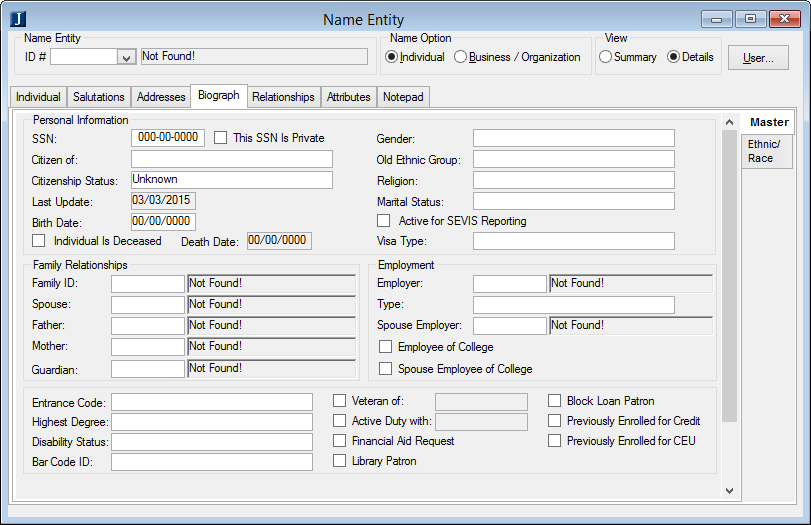 J
Name Entity
Name Entity
ID #
Not Found!
Name Option
Individual
Business / Organization
View
Summary
Details
User...
Individual
Salutations
Addresses
Biograph
Relationships
Attributes
Notepad
Master
Ethnic/
Race
Personal Information
SSN:
000-00-0000
This SSN Is Private
Citizen of:
Citizenship Status:
Unknown
Last Update:
03/03/2015
Birth Date:
00/00/0000
Individual Is Deceased
Death Date:
00/00/0000
Gender:
Old Ethnic Group:
Religion:
Marital Status:
Active for SEVIS Reporting
Visa Type:
Family Relationships
Family ID:
Not Found!
Spouse:
Not Found!
Father:
Not Found!
Mother:
Not Found!
Guardian:
Not Found!
Employment
Employer:
Not Found!
Type:
Spouse Employer:
Not Found!
Employee of College
Spouse Employee of College
Entrance Code:
Highest Degree:
Disability Status:
Bar Code ID:
Veteran of:
Active Duty with:
Financial Aid Request
Library Patron
Block Loan Patron
Previously Enrolled for Credit
Previously Enrolled for CEU